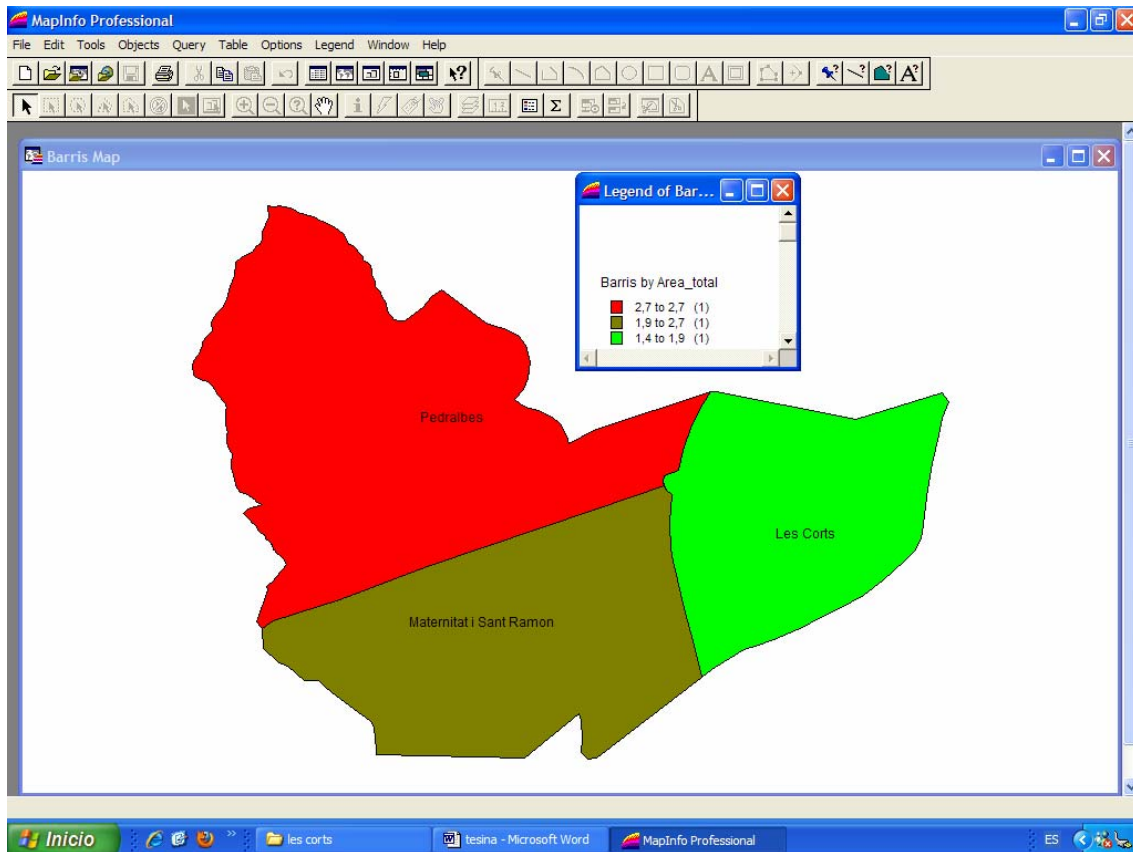 MapInfo Professional
File Edit Tools Objects Query Table Options Legend Window Help
Barris Map
Legend of Bar...
Barris by Area_total
2,7 to 2,7 (1)
1,9 to 2,7 (1)
1,4 to 1,9 (1)
Pedralbes
Les Corts
Maternitat i Sant Ramon
Inicio
les corts
tesina - Microsoft Word
MapInfo Professional
ES